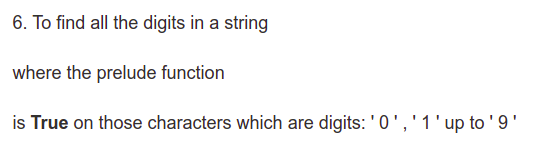 6. To find all the digits in a string
where the prelude function
is True on those characters which are digits: ' 0 ' , ' 1 ' up to ' 9 '